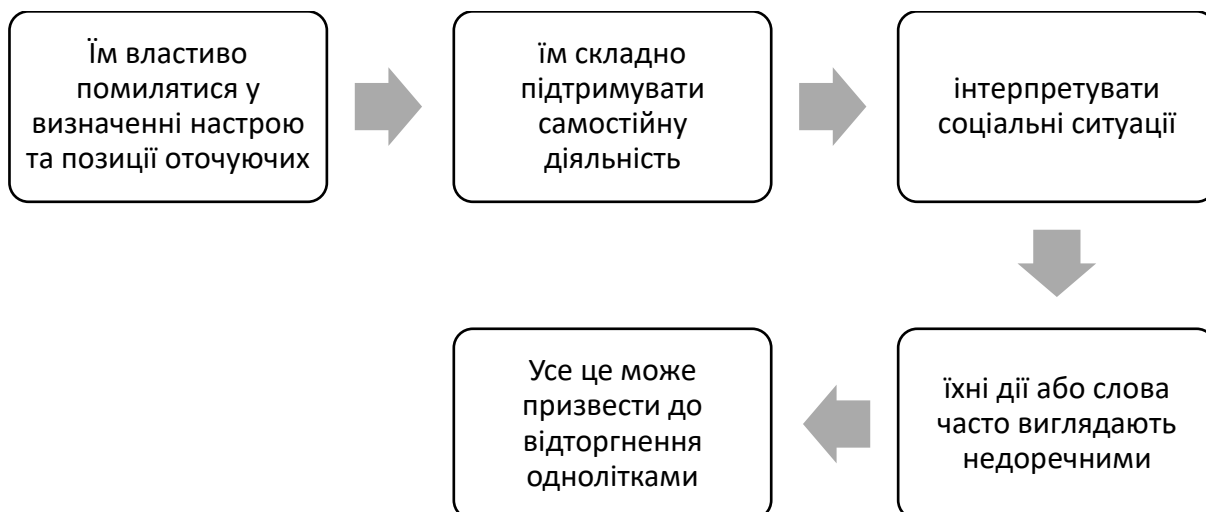 Їм властиво
помилятися у
визначенні настрою
та позиції оточуючих
їм складно
підтримувати
самостійну
діяльність
інтерпретувати
соціальні ситуації
їхні дії або слова
часто виглядають
недоречними
Усе це може
призвести до
відторгнення
однолітками